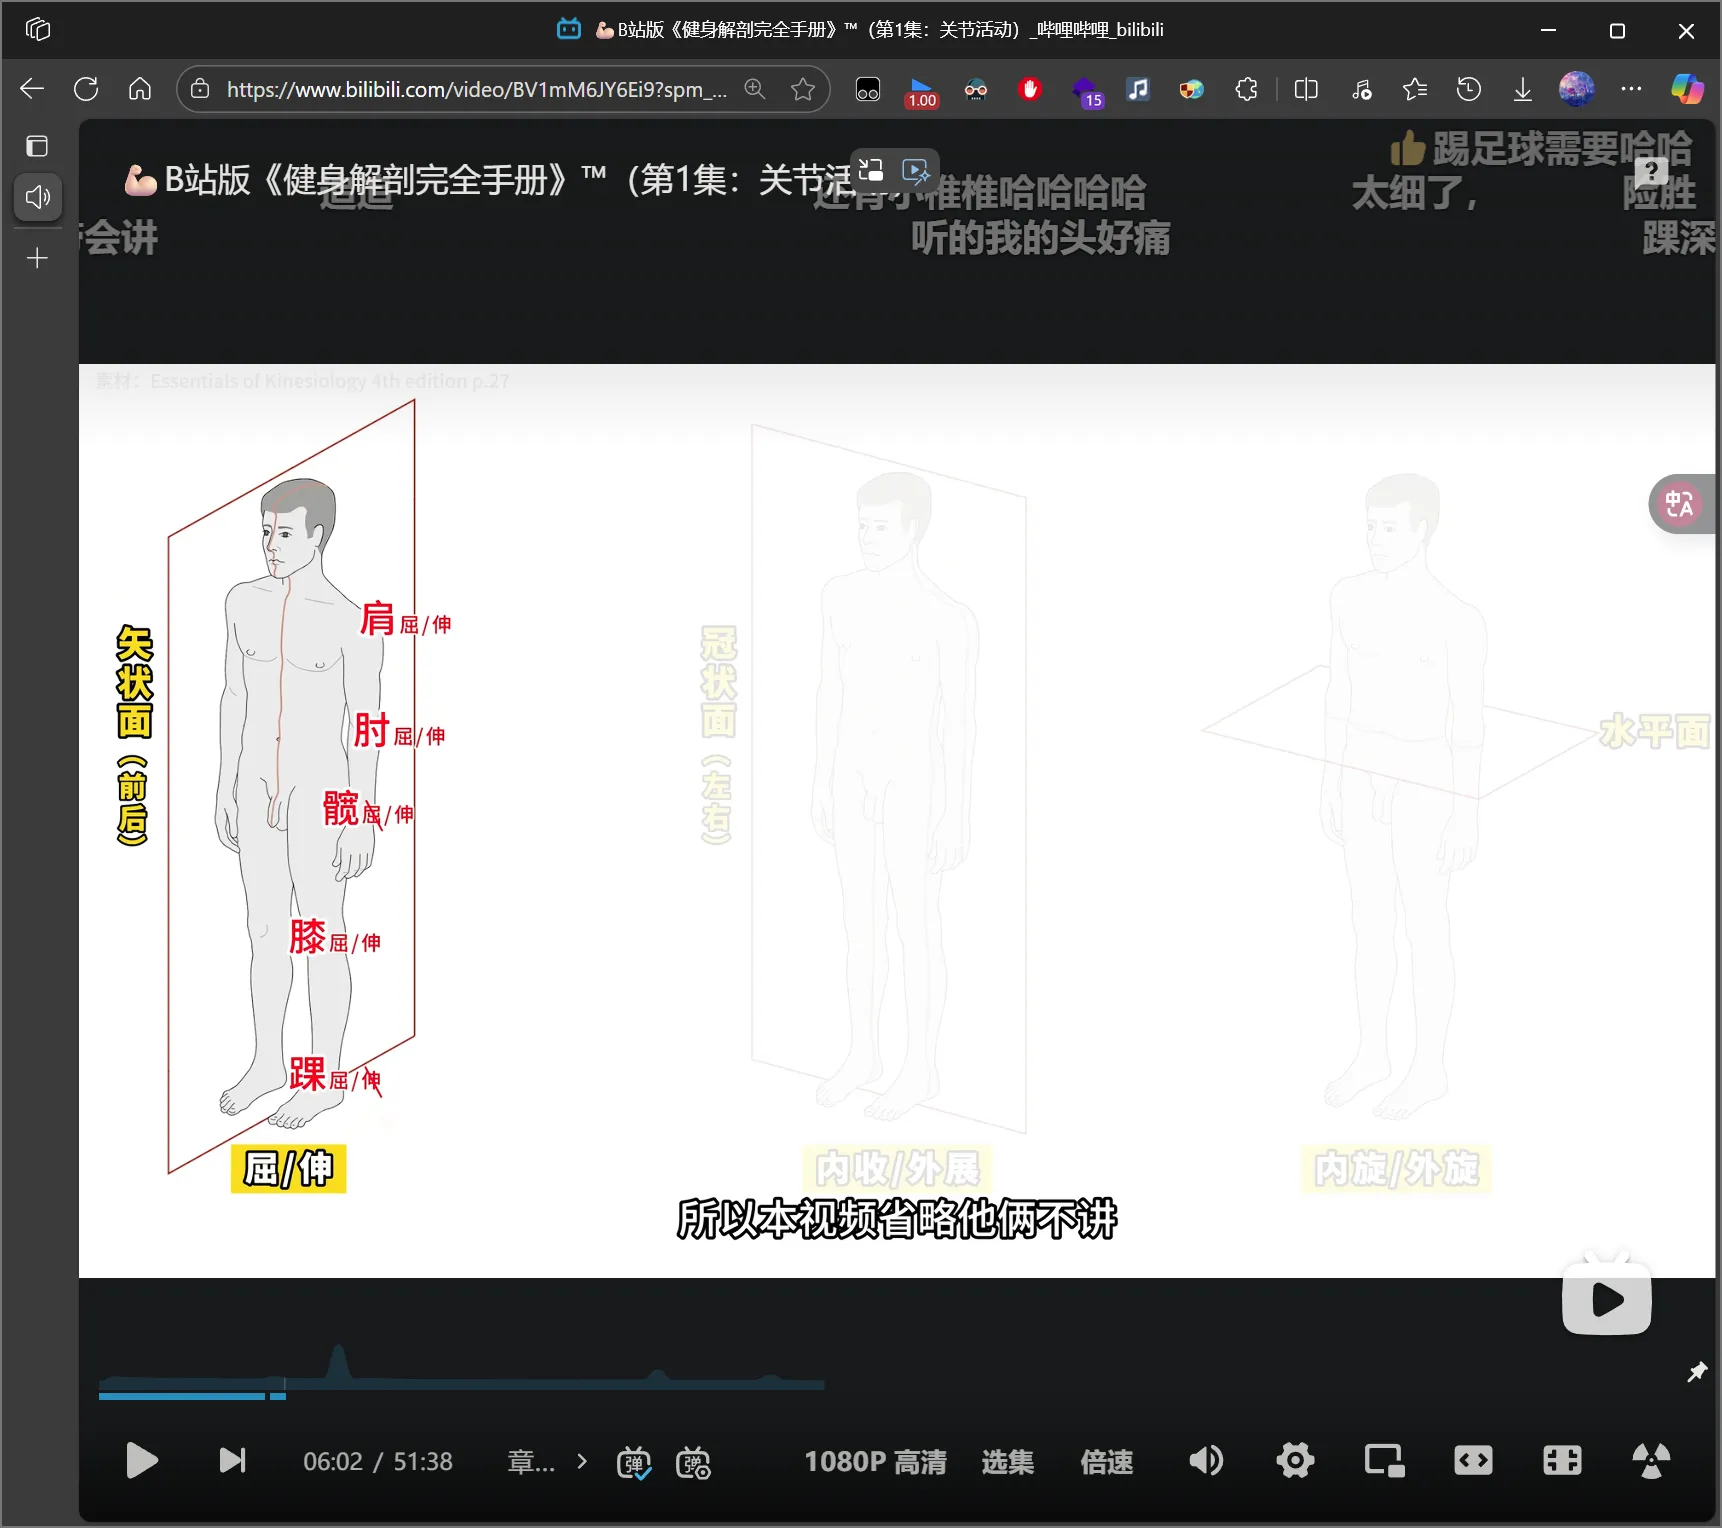 💪🏻B站版《健身解剖完全手册》™（第1集：关节活动）_哔哩哔哩_bilibili
https://www.bilibili.com/video/BV1mM6JY6Ei9?spm_...
1.00
15
👍踢足球需要哈哈
💪🏻B站版《健身解剖完全手册》™（第1集：关节活
椎椎哈哈哈哈
太细了，
险胜
会讲
听的我的头好痛
踝深
素材：Essentials of Kinesiology 4th edition p.27
矢状面（前后）
肩 屈/伸
肘 屈/伸
髋 屈/伸
膝 屈/伸
踝 屈/伸
屈/伸
冠状面（左右）
内收/外展
水平面
内旋/外旋
中A
所以本视频省略他俩不讲
06:02 / 51:38
章...
弹
弹
1080P 高清
选集
倍速